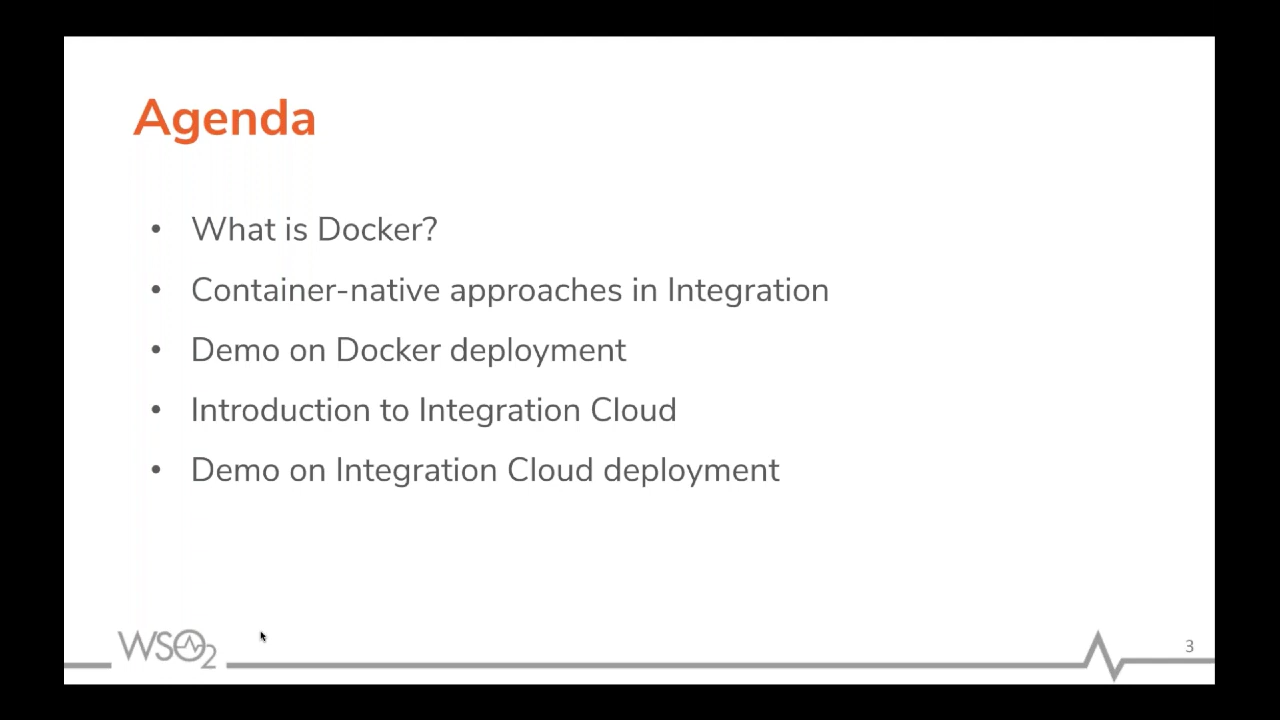 Agenda
• What is Docker?
• Container-native approaches in Integration
• Demo on Docker deployment
• Introduction to Integration Cloud
• Demo on Integration Cloud deployment
WSO2
3